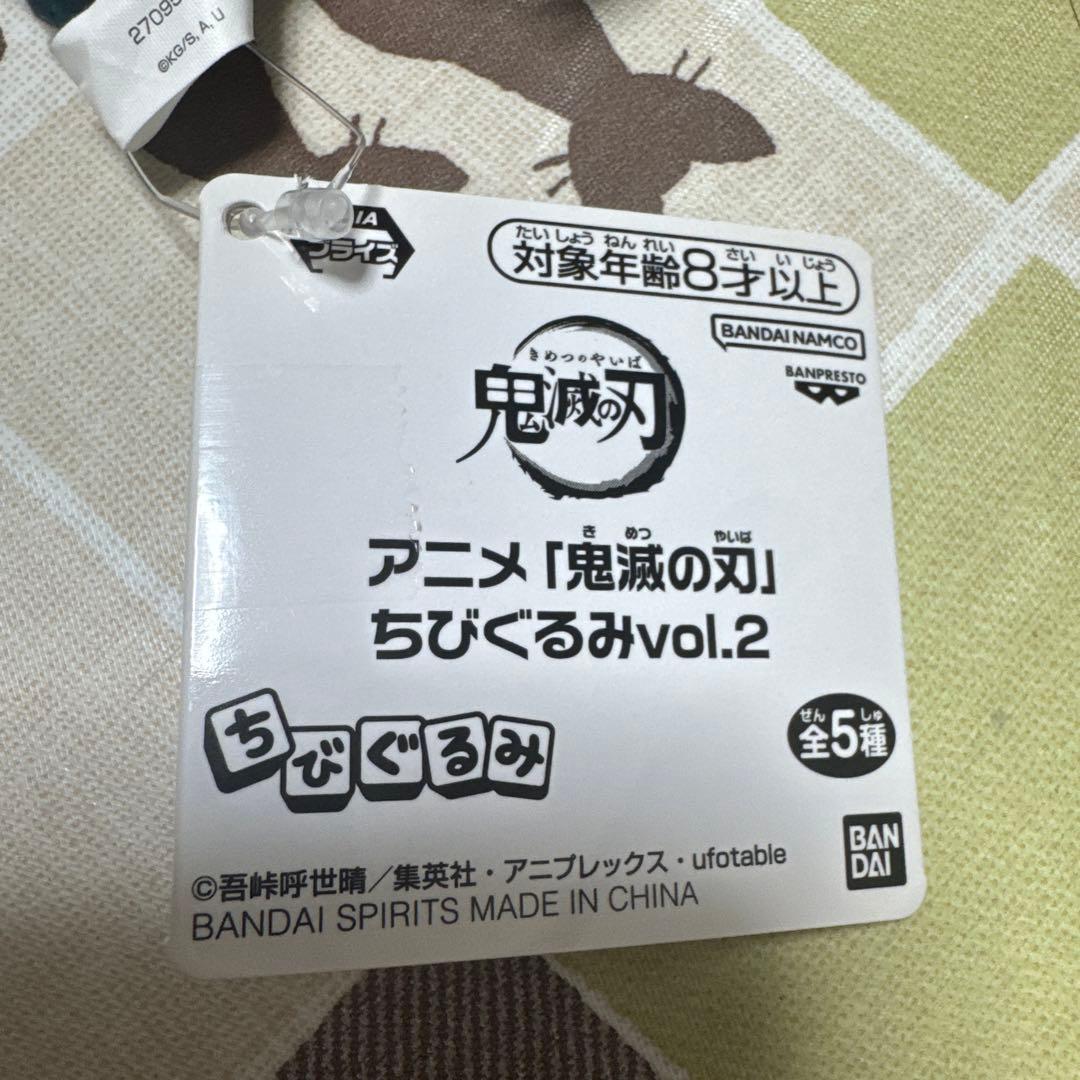 ©KG/S, A, U
プライズ
たいしょうねんれい さいいじょう
対象年齢8才以上
BANDAI NAMCO
BANPRESTO
きめつのやいば
鬼滅の刃
き めつ やいば
アニメ「鬼滅の刃」
ちびぐるみvol.2
ちびぐるみ
ぜん しゅ
全5種
BAN
DAI
©吾峠呼世晴／集英社・アニプレックス・ufotable
BANDAI SPIRITS MADE IN CHINA